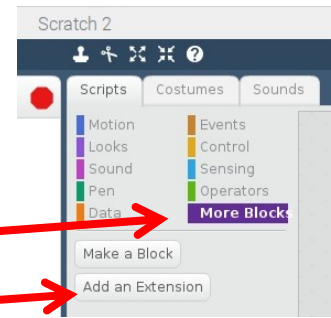 Scratch 2
Scripts Costumes Sounds
Motion Events
Looks Control
Sound Sensing
Pen Operators
Data More Blocks
Make a Block
Add an Extension